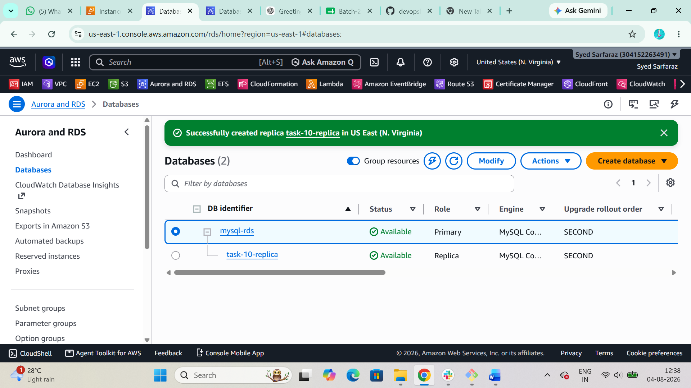 (5) Wha
instance
Databas
Databas
Greetin
Batch-2
devopc
New Ta
Ask Gemini
us-east-1.console.aws.amazon.com/rds/home?region=us-east-1#databases:
aws
Search
[Alt+S]
Ask Amazon Q
United States (N. Virginia)
Syed Sarfaraz (304152263491)
Syed Sarfaraz
IAM
VPC
EC2
S3
Aurora and RDS
EFS
CloudFormation
Lambda
Amazon EventBridge
Route 53
Certificate Manager
CloudFront
CloudWatch
Aurora and RDS
Databases
Aurora and RDS
Dashboard
Databases
CloudWatch Database Insights
Snapshots
Exports in Amazon S3
Automated backups
Reserved instances
Proxies
Subnet groups
Parameter groups
Option groups
Successfully created replica task-10-replica in US East (N. Virginia)
Databases (2)
Group resources
Modify
Actions
Create database
Filter by databases
1
DB identifier
Status
Role
Engine
Upgrade rollout order
mysql-rds
Available
Primary
MySQL Co...
SECOND
task-10-replica
Available
Replica
MySQL Co...
SECOND
CloudShell
Agent Toolkit for AWS
Feedback
Console Mobile App
© 2026, Amazon Web Services, Inc. or its affiliates.
Privacy
Terms
Cookie preferences
1
28°C
Light rain
Search
ENG
IN
12:38
04-08-2026